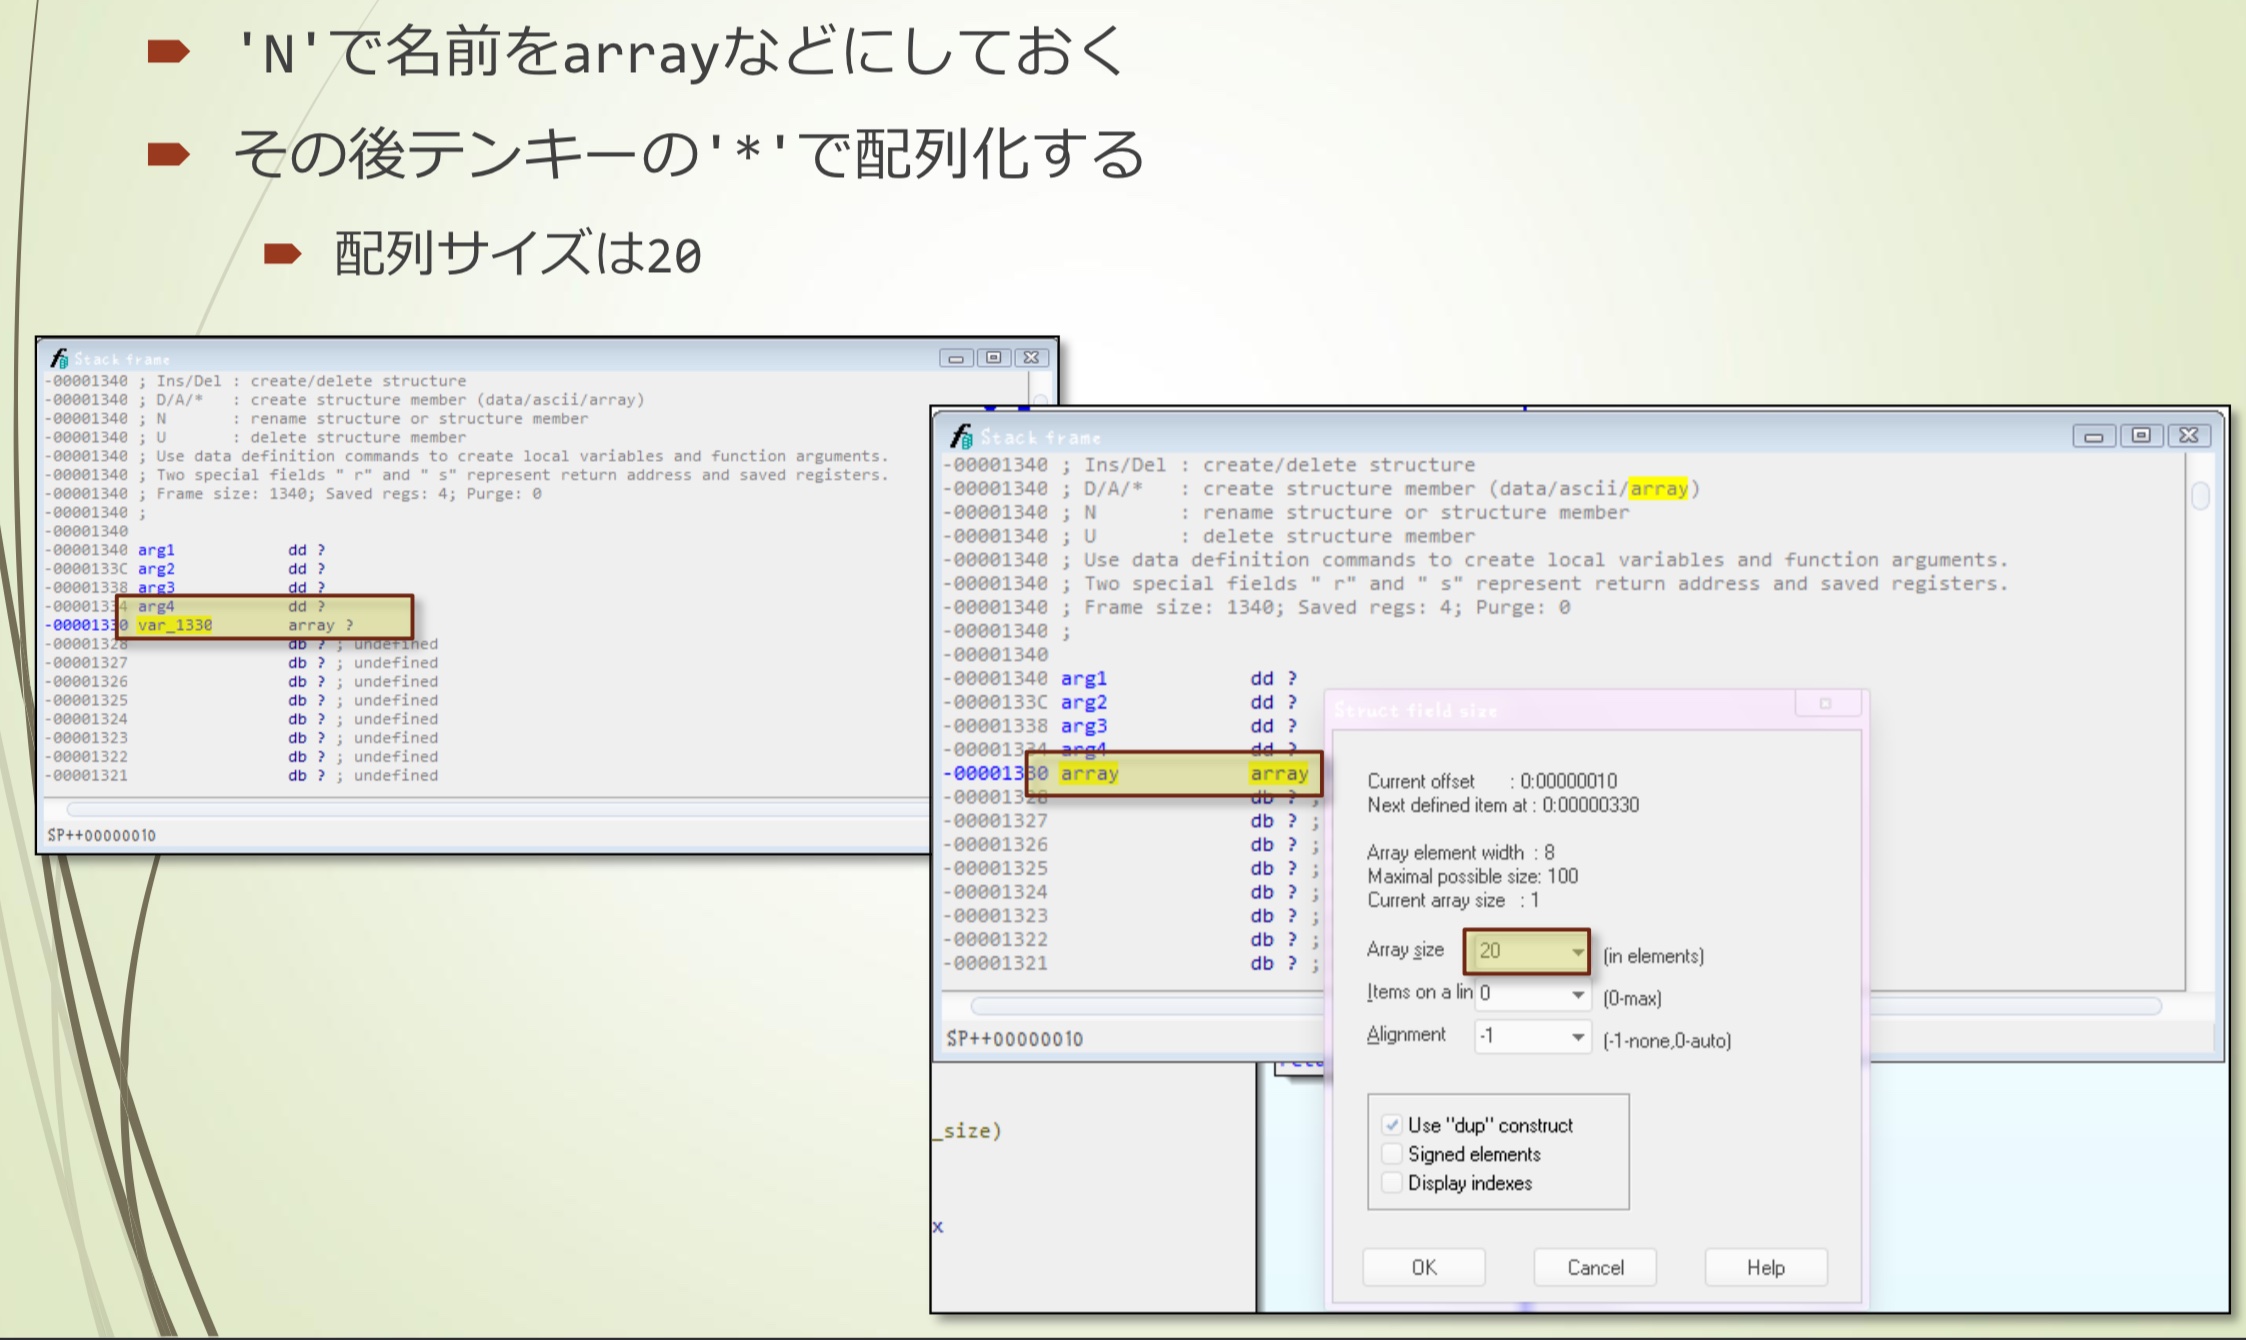 'N'で名前をarrayなどにしておく
その後テンキーの'*'で配列化する
配列サイズは20
Stack frame
-00001340 ; Ins/Del : create/delete structure
-00001340 ; D/A/*   : create structure member (data/ascii/array)
-00001340 ; N       : rename structure or structure member
-00001340 ; U       : delete structure member
-00001340 ; Use data definition commands to create local variables and function arguments.
-00001340 ; Two special fields " r" and " s" represent return address and saved registers.
-00001340 ; Frame size: 1340; Saved regs: 4; Purge: 0
-00001340 ;
-00001340
-00001340 arg1 dd ?
-0000133C arg2 dd ?
-00001338 arg3 dd ?
-00001334 arg4 dd ?
-00001330 var_1330 array ?
-00001328 db ? ; undefined
-00001327 db ? ; undefined
-00001326 db ? ; undefined
-00001325 db ? ; undefined
-00001324 db ? ; undefined
-00001323 db ? ; undefined
-00001322 db ? ; undefined
-00001321 db ? ; undefined
SP++00000010
Stack frame
-00001340 ; Ins/Del : create/delete structure
-00001340 ; D/A/*   : create structure member (data/ascii/array)
-00001340 ; N       : rename structure or structure member
-00001340 ; U       : delete structure member
-00001340 ; Use data definition commands to create local variables and function arguments.
-00001340 ; Two special fields " r" and " s" represent return address and saved registers.
-00001340 ; Frame size: 1340; Saved regs: 4; Purge: 0
-00001340 ;
-00001340
-00001340 arg1 dd ?
-0000133C arg2 dd ?
-00001338 arg3 dd ?
-00001334 arg4 dd ?
-00001330 array array
-00001328 db ? ;
-00001327 db ? ;
-00001326 db ? ;
-00001325 db ? ;
-00001324 db ? ;
-00001323 db ? ;
-00001322 db ? ;
-00001321 db ? ;
SP++00000010
Struct field size
Current offset : 0:00000010
Next defined item at : 0:00000330
Array element width : 8
Maximal possible size: 100
Current array size : 1
Array size 20 (in elements)
Items on a lin 0 (0-max)
Alignment -1 (-1-none,0-auto)
Use "dup" construct
Signed elements
Display indexes
OK Cancel Help
_size)
x